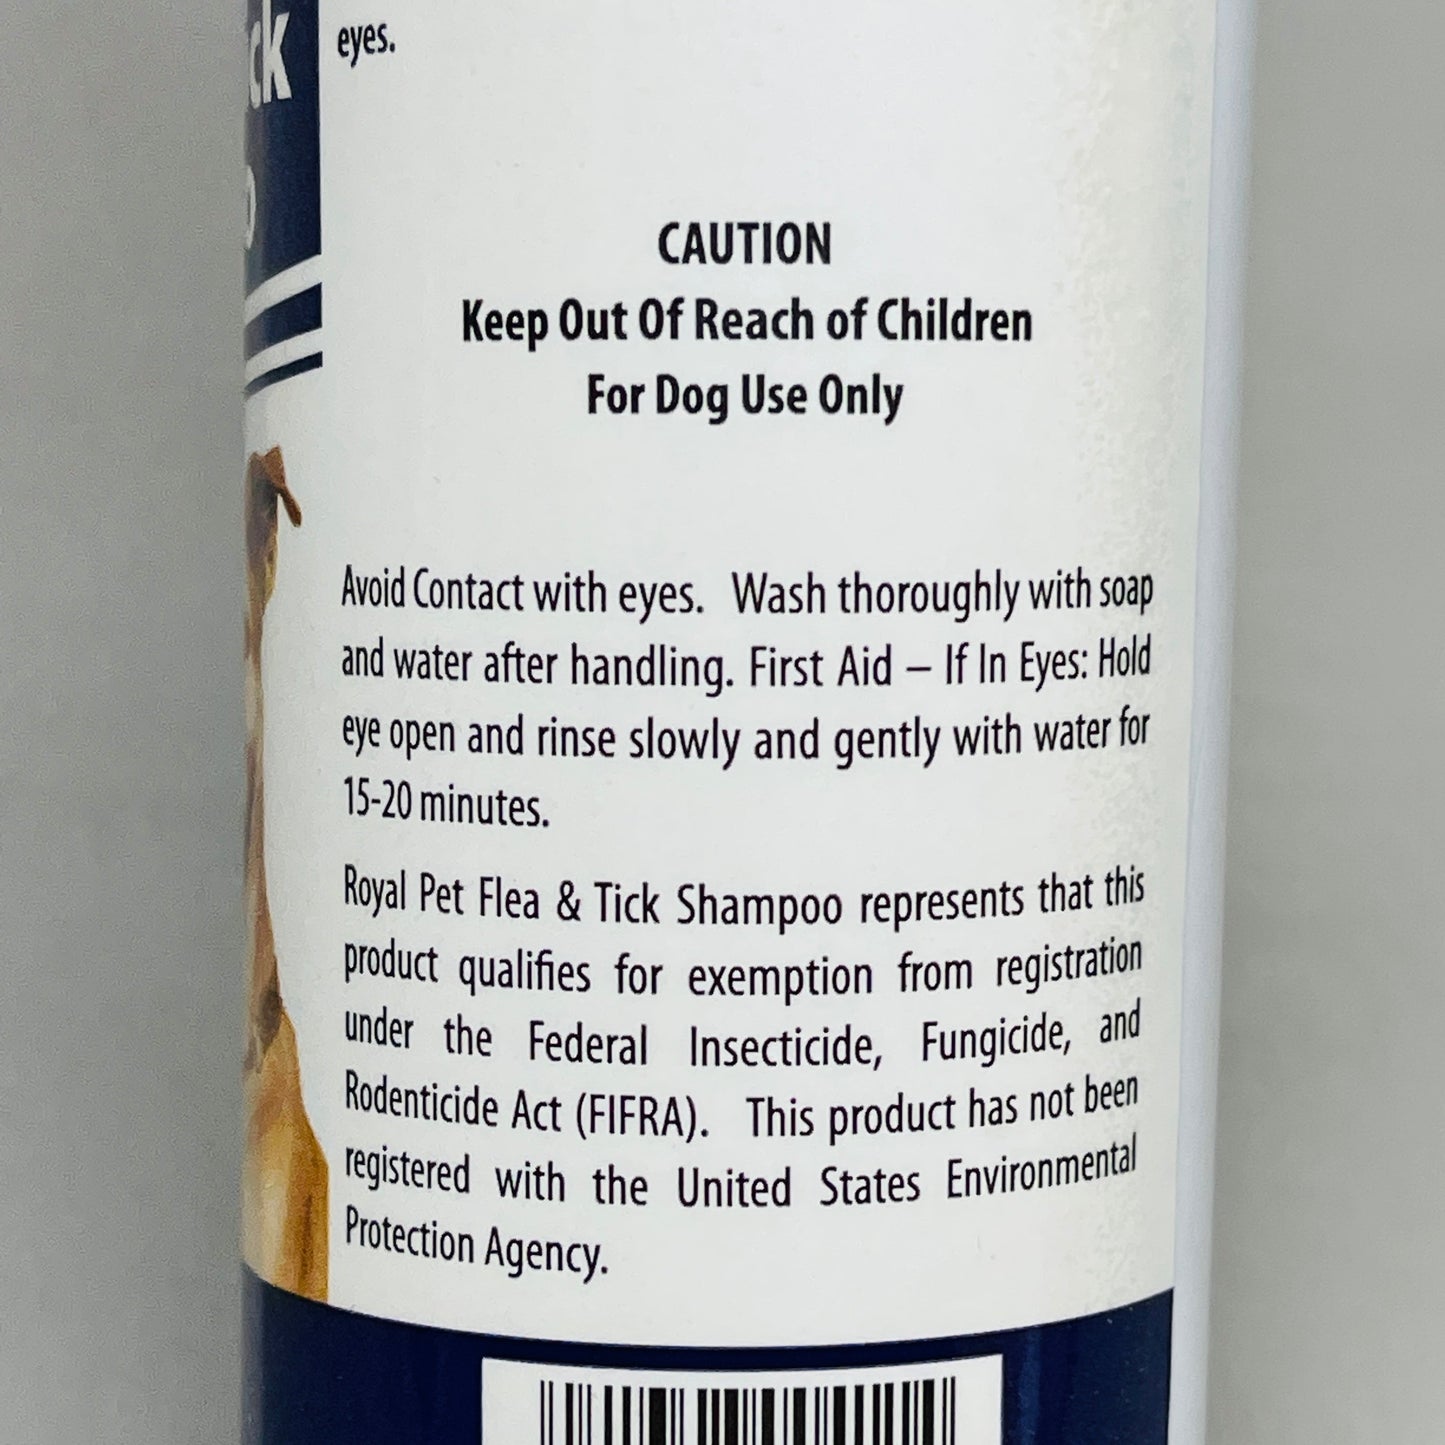 ck
eyes.
CAUTION
Keep Out Of Reach of Children
For Dog Use Only
Avoid Contact with eyes. Wash thoroughly with soap
and water after handling. First Aid – If In Eyes: Hold
eye open and rinse slowly and gently with water for
15-20 minutes.
Royal Pet Flea & Tick Shampoo represents that this
product qualifies for exemption from registration
under the Federal Insecticide, Fungicide, and
Rodenticide Act (FIFRA). This product has not been
registered with the United States Environmental
Protection Agency.